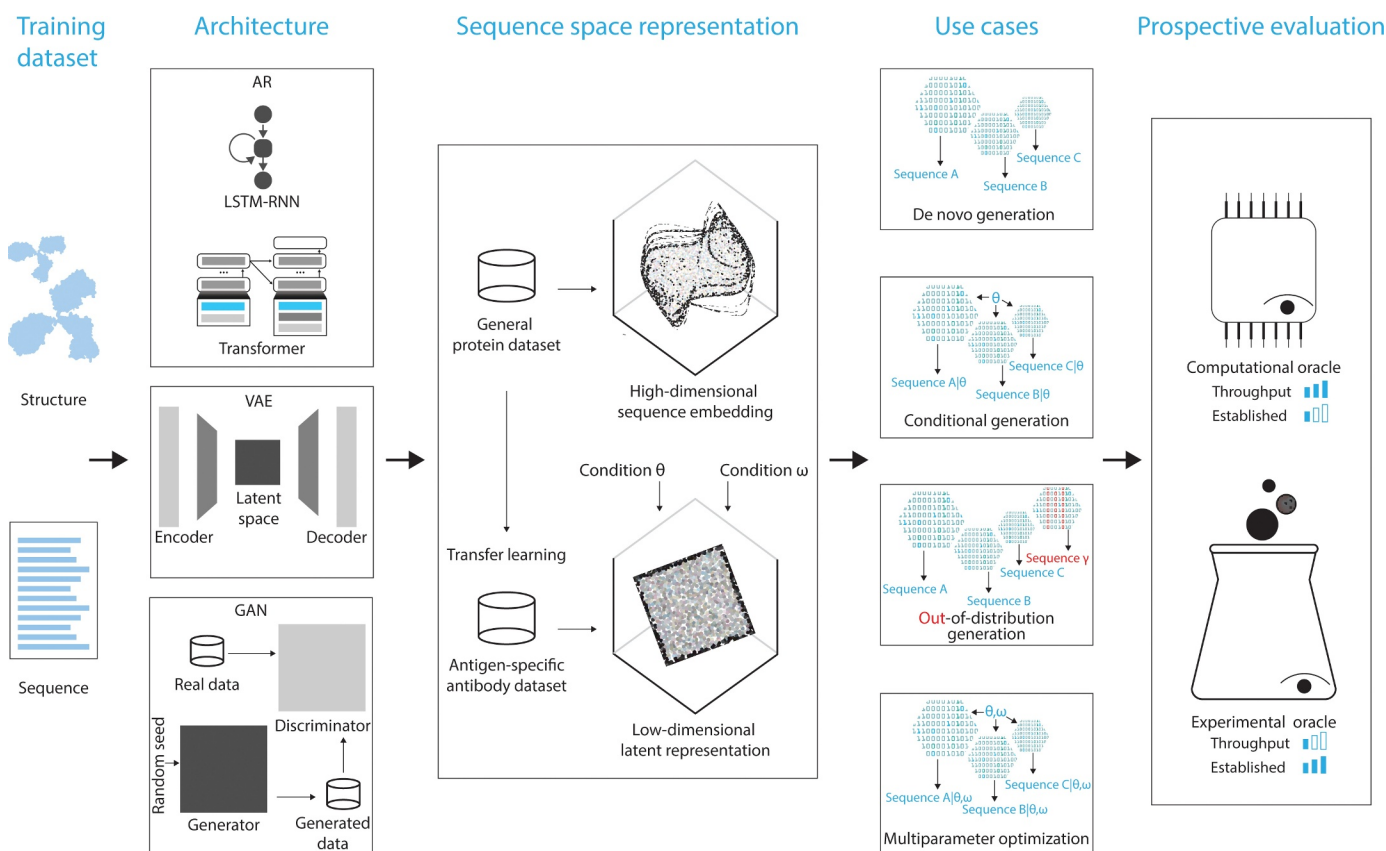 Training
dataset
Architecture
Sequence space representation
Use cases
Prospective evaluation
Structure
Sequence
AR
LSTM-RNN
...
...
Transformer
VAE
Latent
space
Encoder
Decoder
GAN
Real data
Discriminator
Random seed
Generator
Generated
data
General
protein dataset
High-dimensional
sequence embedding
Condition θ
Condition ω
Transfer learning
Antigen-specific
antibody dataset
Low-dimensional
latent representation
Sequence A
Sequence B
Sequence C
De novo generation
θ
Sequence A|θ
Sequence B|θ
Sequence C|θ
Conditional generation
Sequence A
Sequence B
Sequence C
Sequence γ
Out-of-distribution
generation
θ,ω
Sequence A|θ,ω
Sequence B|θ,ω
Sequence C|θ,ω
Multiparameter optimization
Computational oracle
Throughput
Established
Experimental oracle
Throughput
Established